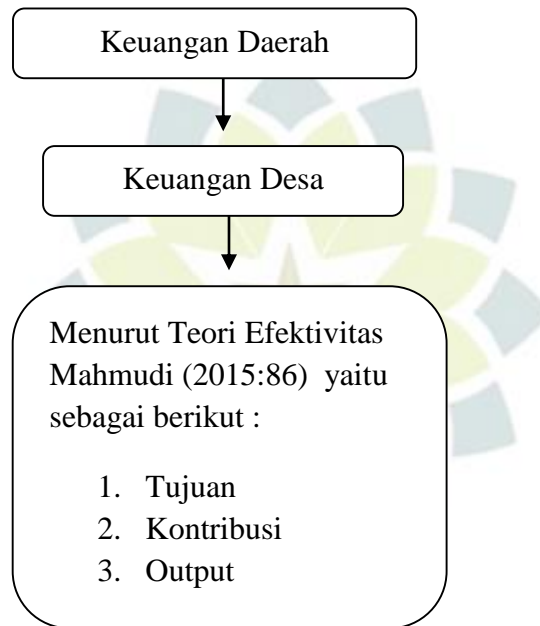 Keuangan Daerah
Keuangan Desa
Menurut Teori Efektivitas
Mahmudi (2015:86) yaitu
sebagai berikut :
1. Tujuan
2. Kontribusi
3. Output